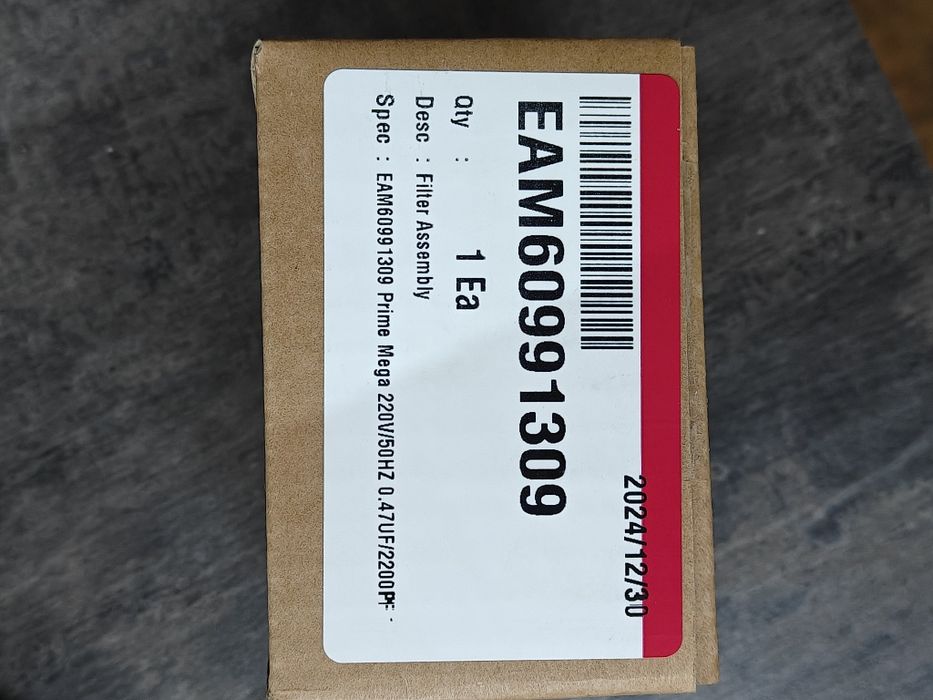 2024/12/30
EAM60991309
Qty : 1 Ea
Desc : Filter Assembly
Spec : EAM60991309 Prime Mega 220V/50HZ 0.47UF/2200PF -